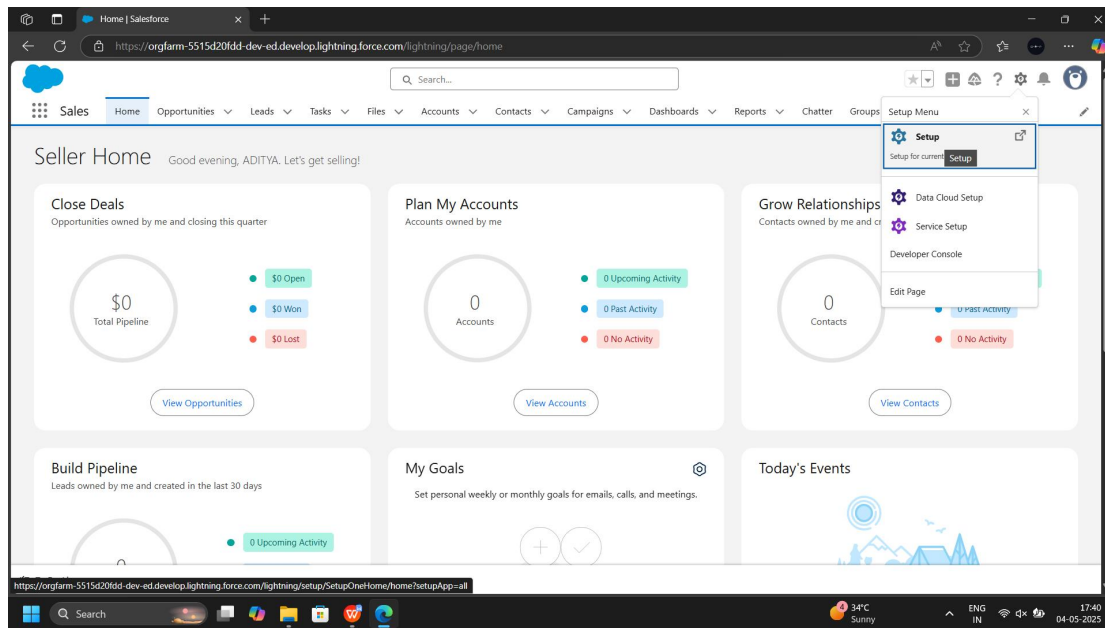 Home | Salesforce
https://orgfarm-5515d20fdd-dev-ed.develop.lightning.force.com/lightning/page/home
Search...
Sales Home Opportunities Leads Tasks Files Accounts Contacts Campaigns Dashboards Reports Chatter Groups
Setup Menu
Setup
Setup for current
Setup
Data Cloud Setup
Service Setup
Developer Console
Edit Page
Seller Home Good evening, ADITYA. Let's get selling!
Close Deals
Opportunities owned by me and closing this quarter
$0
Total Pipeline
$0 Open
$0 Won
$0 Lost
View Opportunities
Plan My Accounts
Accounts owned by me
0
Accounts
0 Upcoming Activity
0 Past Activity
0 No Activity
View Accounts
Grow Relationships
Contacts owned by me and cr
0
Contacts
0 Past Activity
0 No Activity
View Contacts
Build Pipeline
Leads owned by me and created in the last 30 days
0 Upcoming Activity
My Goals
Set personal weekly or monthly goals for emails, calls, and meetings.
Today's Events
https://orgfarm-5515d20fdd-dev-ed.develop.lightning.force.com/lightning/setup/SetupOneHome/home?setupApp=all
Search
4
34°C
Sunny
ENG
IN
17:40
04-05-2025